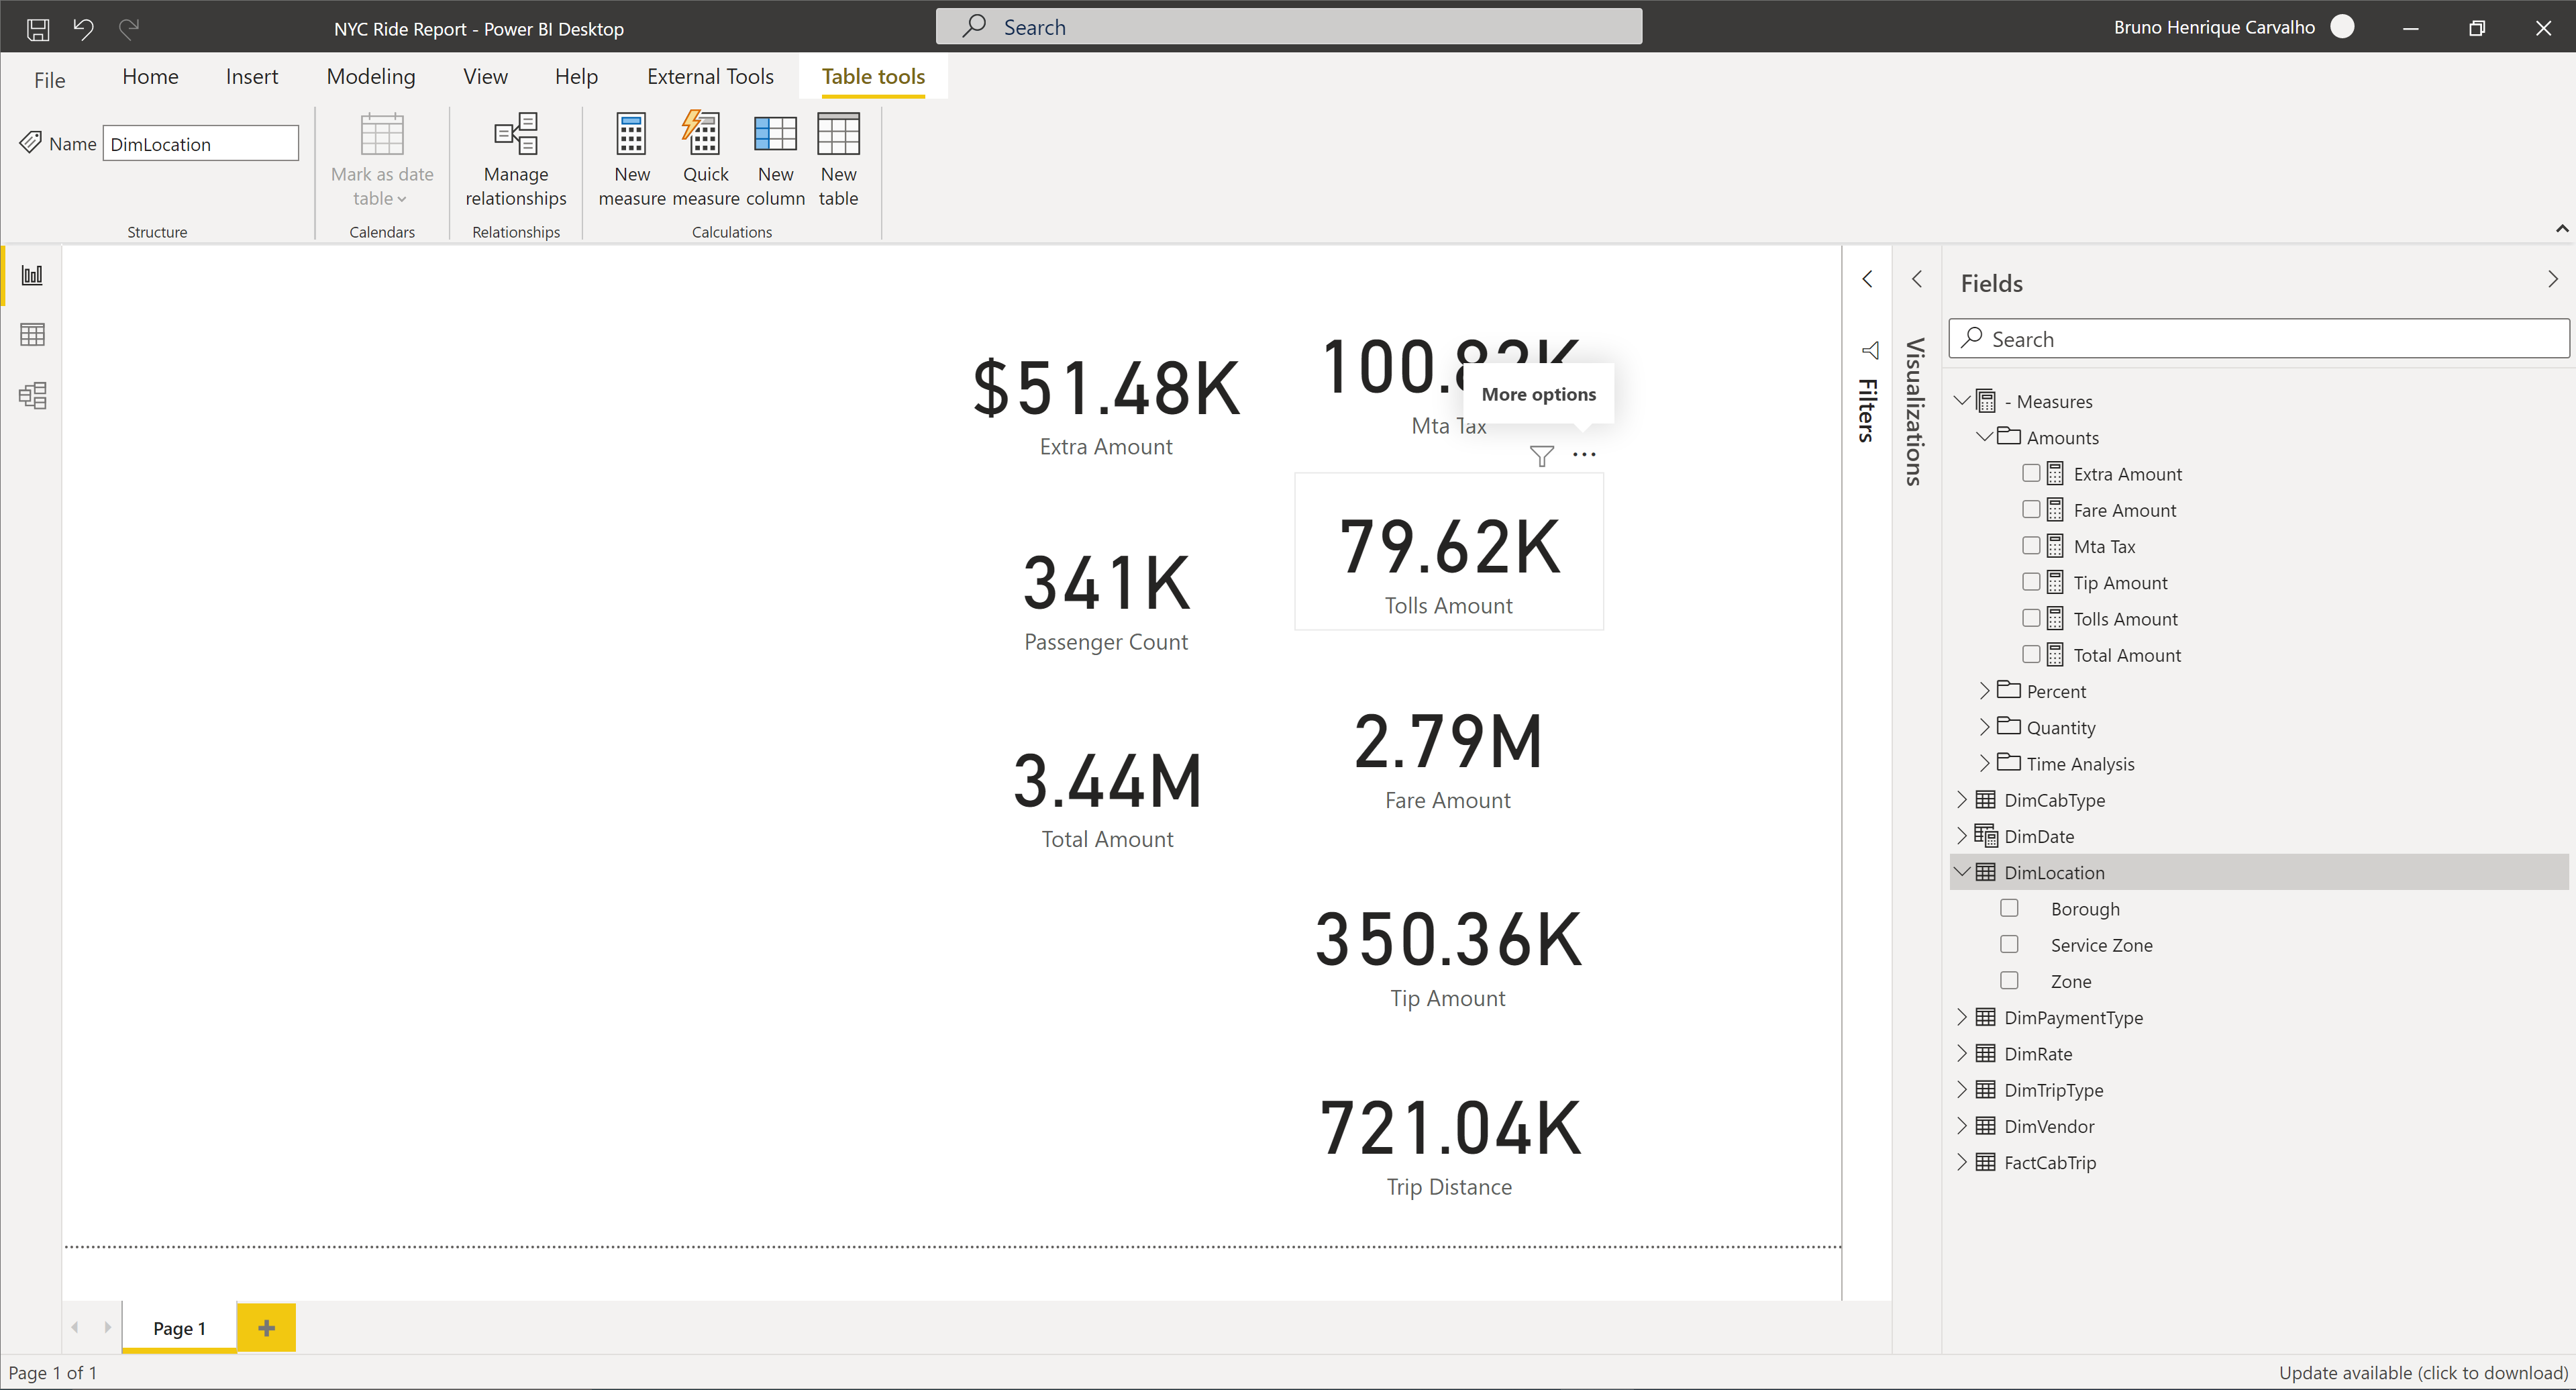 NYC Ride Report - Power BI Desktop
Search
Bruno Henrique Carvalho
File
Home
Insert
Modeling
View
Help
External Tools
Table tools
Name
DimLocation
Mark as date
table
Manage
relationships
New
measure
Quick
measure
New
column
New
table
Structure
Calendars
Relationships
Calculations
$51.48K
Extra Amount
341K
Passenger Count
3.44M
Total Amount
100.82K
More options
Mta Tax
79.62K
Tolls Amount
2.79M
Fare Amount
350.36K
Tip Amount
721.04K
Trip Distance
Filters
Visualizations
Fields
Search
- Measures
Amounts
Extra Amount
Fare Amount
Mta Tax
Tip Amount
Tolls Amount
Total Amount
Percent
Quantity
Time Analysis
DimCabType
DimDate
DimLocation
Borough
Service Zone
Zone
DimPaymentType
DimRate
DimTripType
DimVendor
FactCabTrip
Page 1
Page 1 of 1
Update available (click to download)